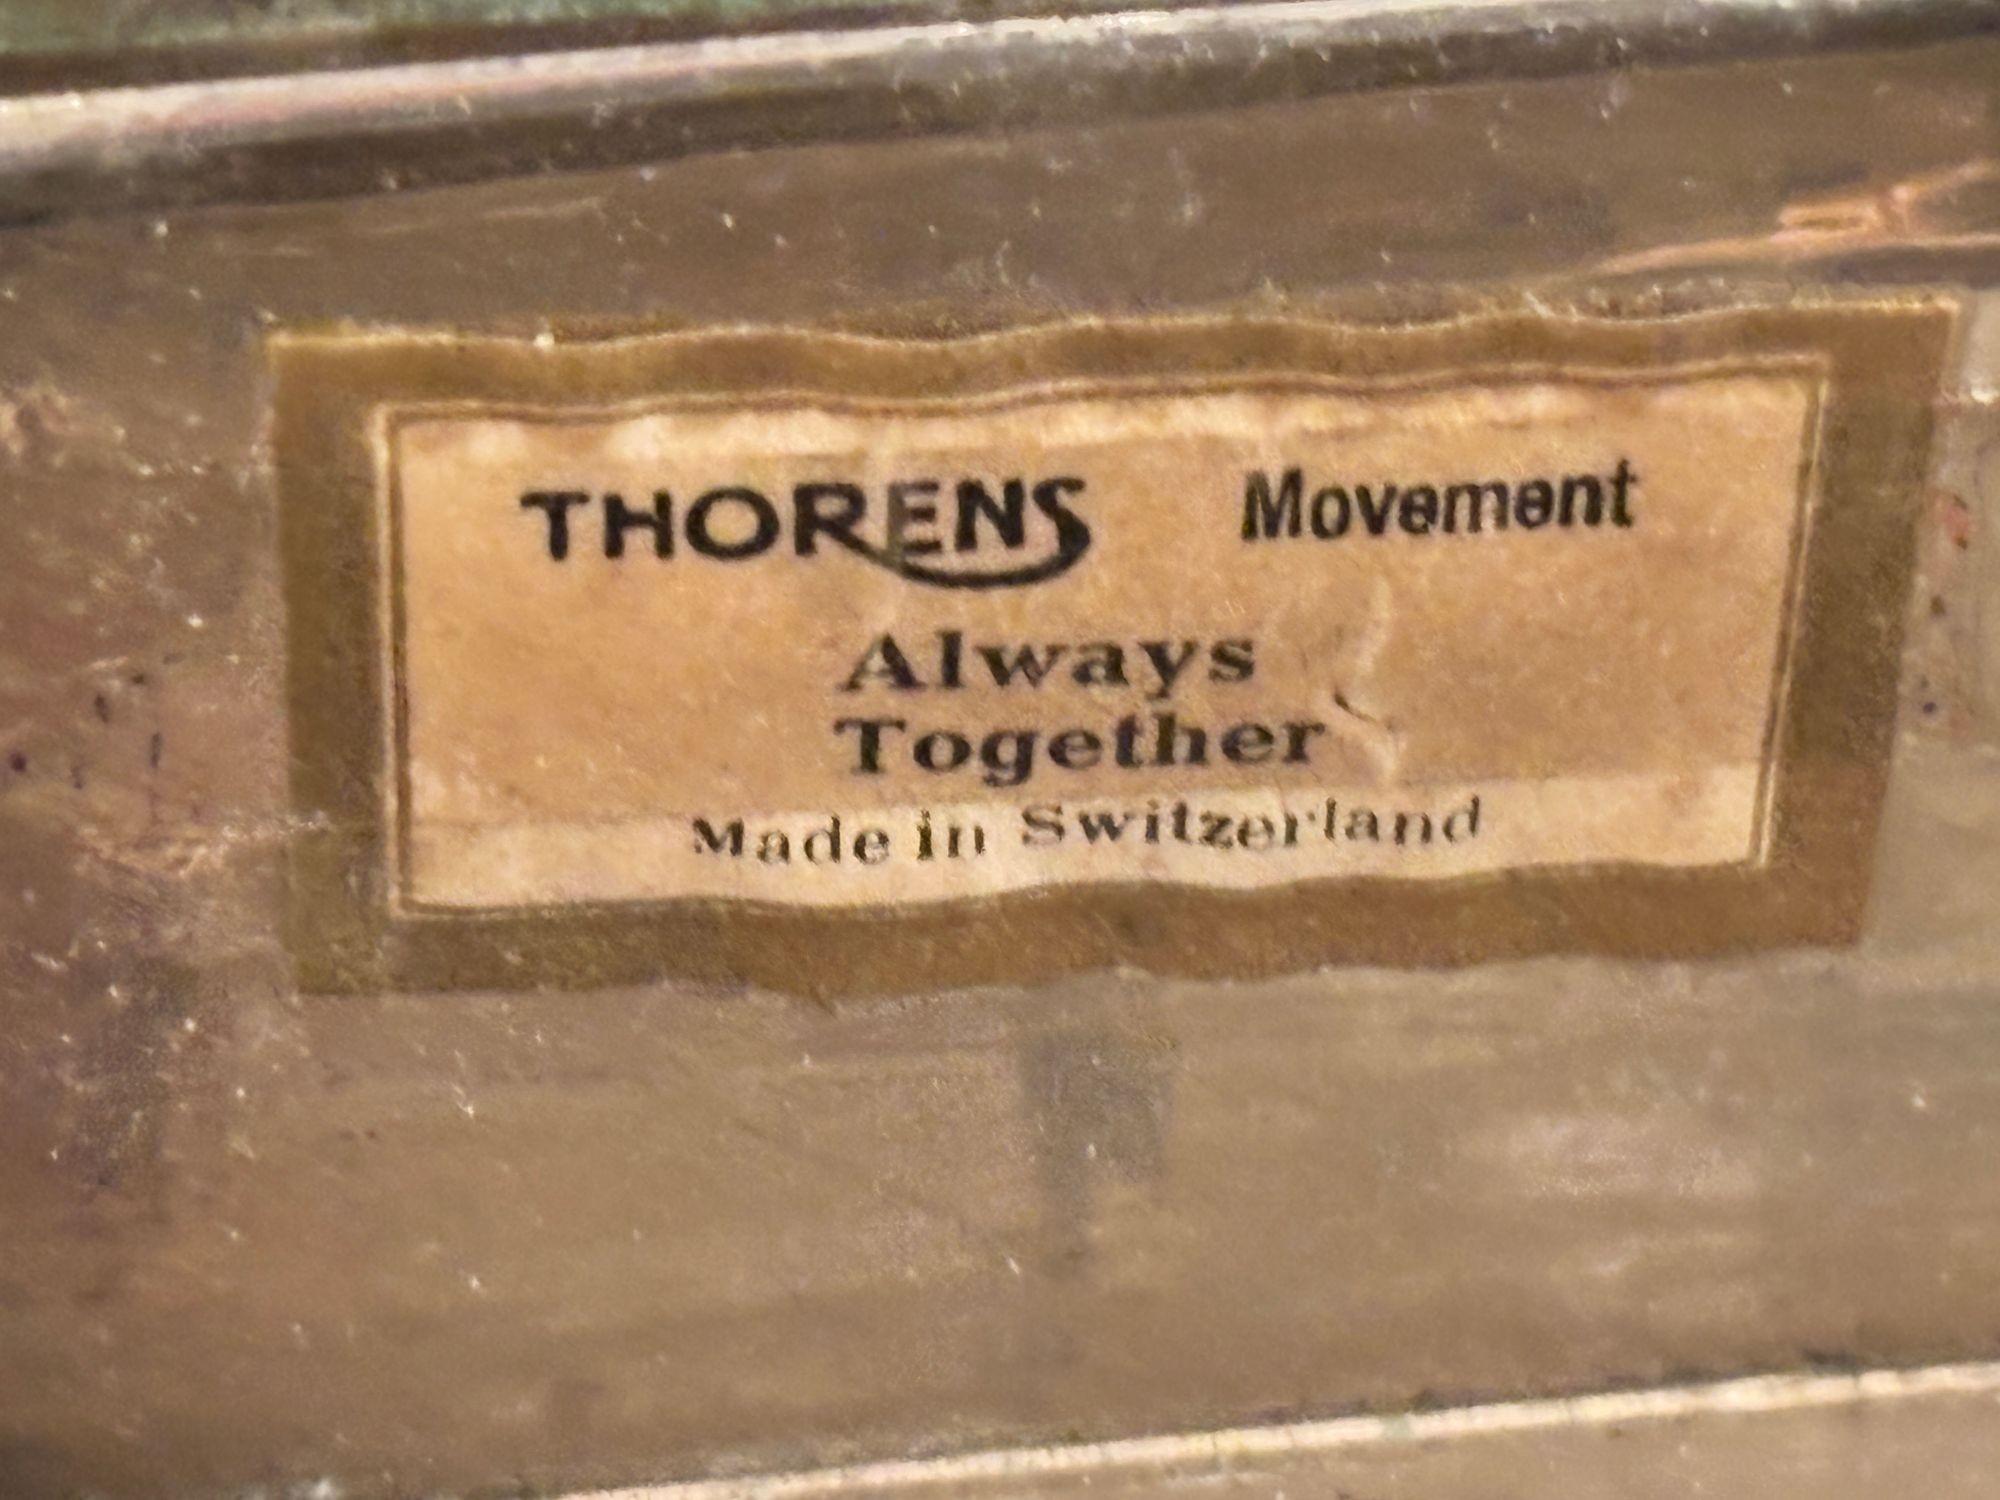 THORENS Movement
Always
Together
Made in Switzerland